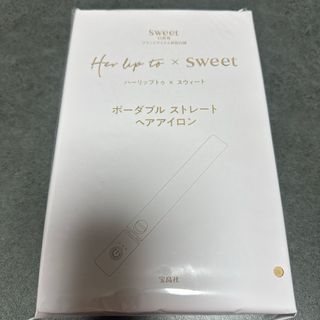 sweet
ブランドアイテム特別付録
Her lip to × sweet
ハーリップトゥ × スウィート
ポータブル ストレート
ヘアアイロン
宝島社